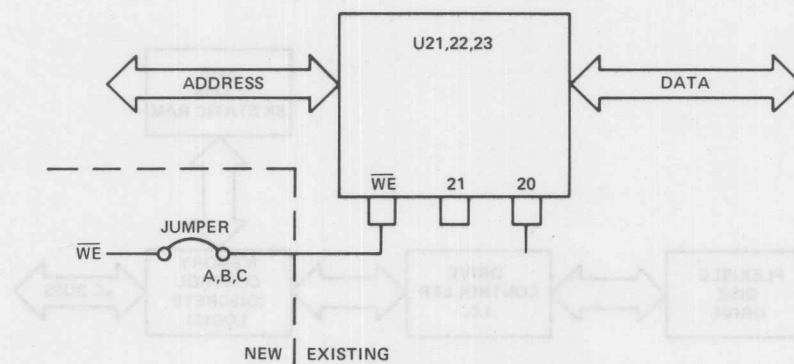 U21,22,23
ADDRESS
DATA
WE
21
20
JUMPER
WE
A,B,C
NEW
EXISTING